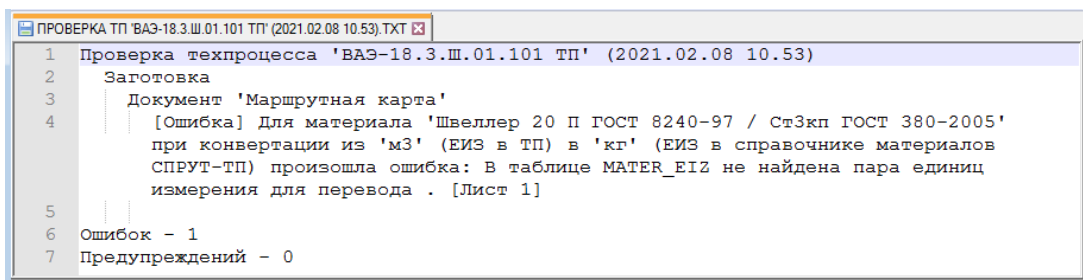 ПРОВЕРКА ТП 'ВАЭ-18.3.Ш.01.101 ТП' (2021.02.08 10.53).TXT
1 Проверка техпроцесса 'ВАЭ-18.3.Ш.01.101 ТП' (2021.02.08 10.53)
2 Заготовка
3 Документ 'Маршрутная карта'
4 [Ошибка] Для материала 'Швеллер 20 П ГОСТ 8240-97 / Ст3кп ГОСТ 380-2005'
при конвертации из 'м3' (ЕИЗ в ТП) в 'кг' (ЕИЗ в справочнике материалов
СПРУТ-ТП) произошла ошибка: В таблице MATER_EIZ не найдена пара единиц
измерения для перевода . [Лист 1]
5
6 Ошибок - 1
7 Предупреждений - 0